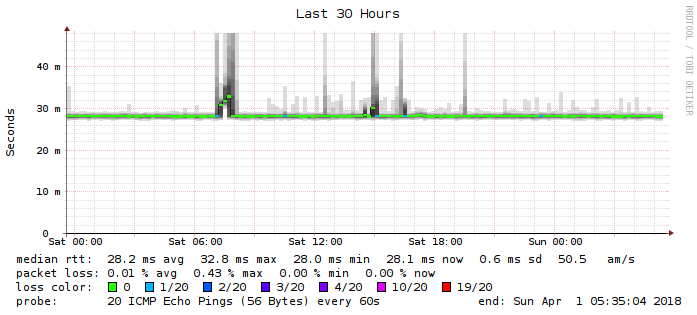 Last 30 Hours
RRDTOOL / TOBI OETIKER
Seconds
40 m
30 m
20 m
10 m
0
Sat 00:00 Sat 06:00 Sat 12:00 Sat 18:00 Sun 00:00
median rtt: 28.2 ms avg 32.8 ms max 28.0 ms min 28.1 ms now 0.6 ms sd 50.5 am/s
packet loss: 0.01 % avg 0.43 % max 0.00 % min 0.00 % now
loss color: 0 1/20 2/20 3/20 4/20 10/20 19/20
probe: 20 ICMP Echo Pings (56 Bytes) every 60s end: Sun Apr 1 05:35:04 2018